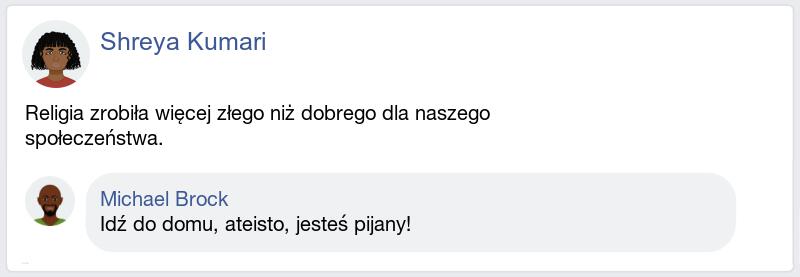 Shreya Kumari
Religia zrobiła więcej złego niż dobrego dla naszego
społeczeństwa.
Michael Brock
Idź do domu, ateisto, jesteś pijany!